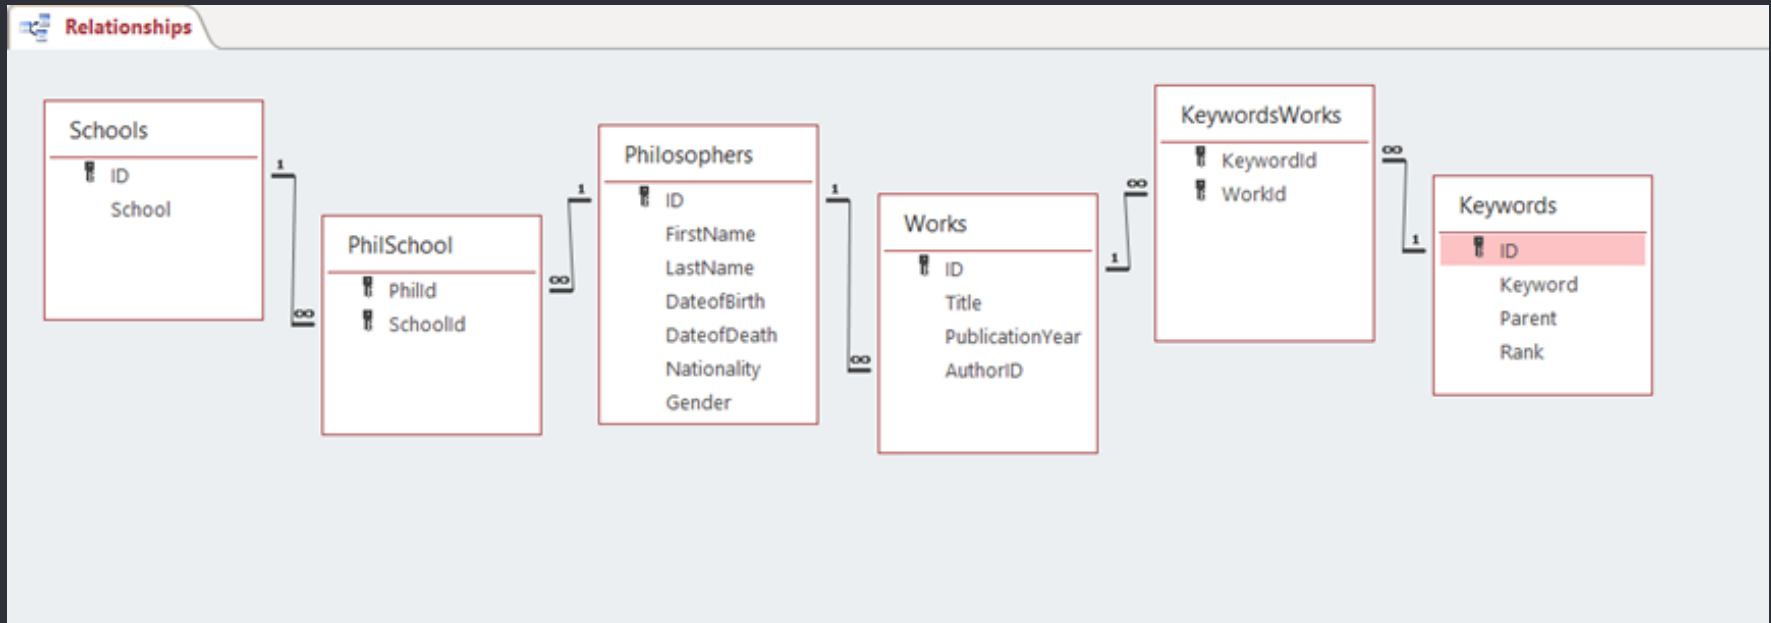 Relationships
Schools
ID
School
1
∞
PhilSchool
PhilId
SchoolId
1
∞
Philosophers
ID
FirstName
LastName
DateofBirth
DateofDeath
Nationality
Gender
1
∞
Works
ID
Title
PublicationYear
AuthorID
1
∞
KeywordsWorks
KeywordId
WorkId
∞
1
Keywords
ID
Keyword
Parent
Rank